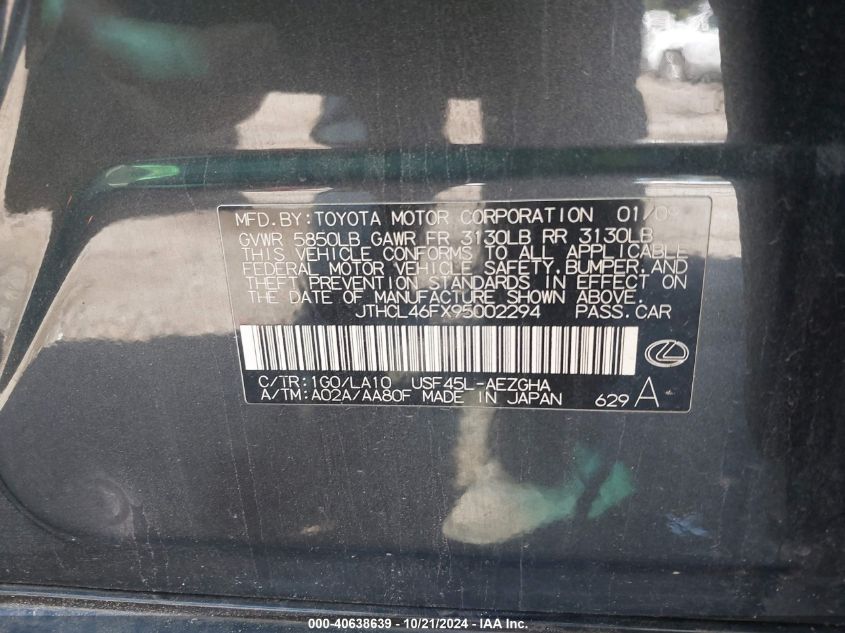 MFD.BY: TOYOTA MOTOR CORPORATION 01/0
GVWR 5850LB GAWR FR 3130LB RR 3130LB
THIS VEHICLE CONFORMS TO ALL APPLICABLE
FEDERAL MOTOR VEHICLE SAFETY, BUMPER, AND
THEFT PREVENTION STANDARDS IN EFFECT ON
THE DATE OF MANUFACTURE SHOWN ABOVE.
JTHCL46FX95002294 PASS.CAR
C/TR: 1G0/LA10 USF45L-AEZGHA
A/TM: A02A/AA80F MADE IN JAPAN 629 A
000-40638639 - 10/21/2024 - IAA Inc.